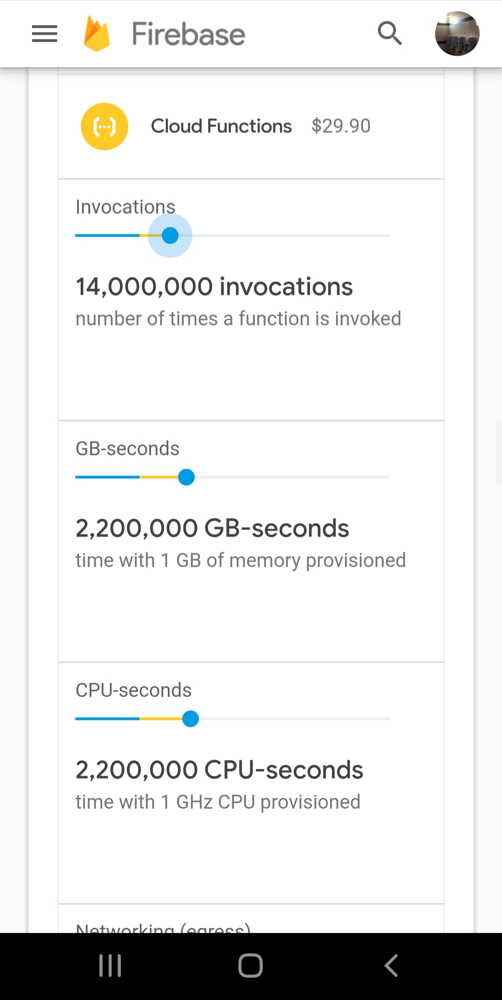 Firebase
Cloud Functions $29.90
Invocations
14,000,000 invocations
number of times a function is invoked
GB-seconds
2,200,000 GB-seconds
time with 1 GB of memory provisioned
CPU-seconds
2,200,000 CPU-seconds
time with 1 GHz CPU provisioned
Networking (egress)